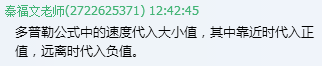 秦福文老师(2722625371) 12:42:45
多普勒公式中的速度代入大小值，其中靠近时代入正
值，远离时代入负值。